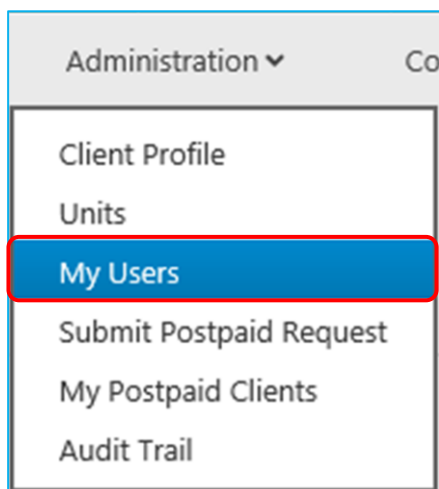 Administration Co
Client Profile
Units
My Users
Submit Postpaid Request
My Postpaid Clients
Audit Trail